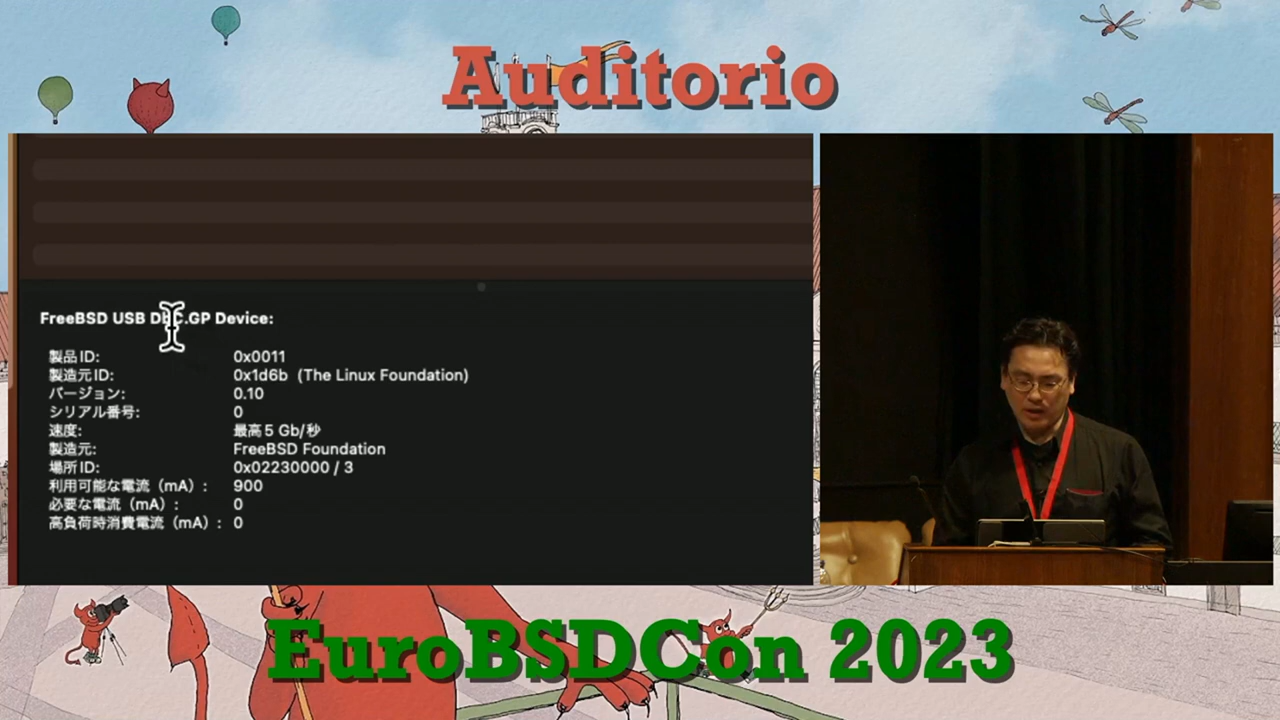 Auditorio
FreeBSD USB DbC.GP Device:
製品ID: 0x0011
製造元ID: 0x1d6b (The Linux Foundation)
バージョン: 0.10
シリアル番号: 0
速度: 最高5 Gb/秒
製造元: FreeBSD Foundation
場所ID: 0x02230000 / 3
利用可能な電流（mA）: 900
必要な電流（mA）: 0
高負荷時消費電流（mA）: 0
EuroBSDCon 2023